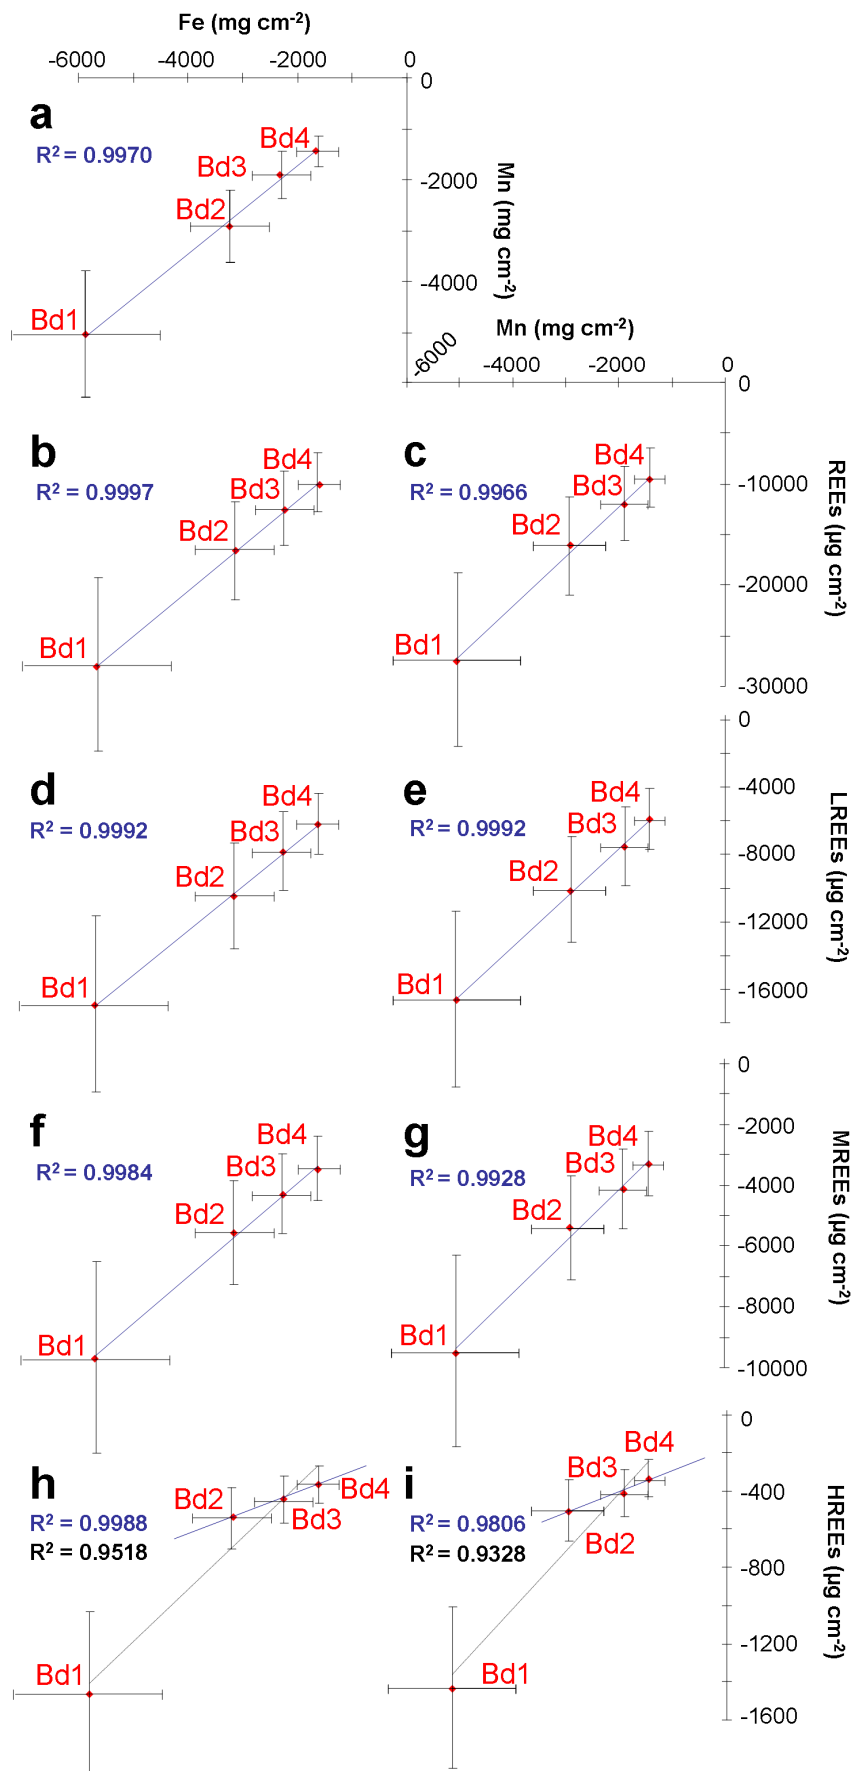 Fe (mg cm-2)
-6000 -4000 -2000 0
0
a
R² = 0.9970
Bd4
Bd3
Bd2
Bd1
-2000
-4000
Mn (mg cm-2)
Mn (mg cm-2)
-6000 -4000 -2000 0
0
b
R² = 0.9997
Bd4
Bd3
Bd2
Bd1
c
R² = 0.9966
Bd4
Bd3
Bd2
Bd1
-10000
-20000
-30000
REEs (µg cm-2)
d
R² = 0.9992
Bd4
Bd3
Bd2
Bd1
e
R² = 0.9992
Bd4
Bd3
Bd2
Bd1
0
-4000
-8000
-12000
-16000
LREEs (µg cm-2)
f
R² = 0.9984
Bd4
Bd3
Bd2
Bd1
g
R² = 0.9928
Bd4
Bd3
Bd2
Bd1
0
-2000
-4000
-6000
-8000
-10000
MREEs (µg cm-2)
h
R² = 0.9988
R² = 0.9518
Bd2
Bd4
Bd3
Bd1
i
R² = 0.9806
R² = 0.9328
Bd4
Bd3
Bd2
Bd1
0
-400
-800
-1200
-1600
HREEs (µg cm-2)